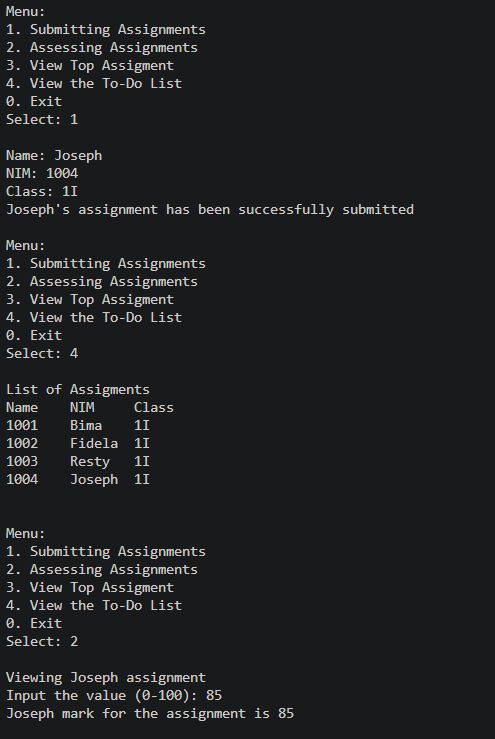 Menu:
1. Submitting Assignments
2. Assessing Assignments
3. View Top Assigment
4. View the To-Do List
0. Exit
Select: 1
Name: Joseph
NIM: 1004
Class: 1I
Joseph's assignment has been successfully submitted
Menu:
1. Submitting Assignments
2. Assessing Assignments
3. View Top Assigment
4. View the To-Do List
0. Exit
Select: 4
List of Assigments
Name    NIM     Class
1001    Bima    1I
1002    Fidela  1I
1003    Resty   1I
1004    Joseph  1I
Menu:
1. Submitting Assignments
2. Assessing Assignments
3. View Top Assigment
4. View the To-Do List
0. Exit
Select: 2
Viewing Joseph assignment
Input the value (0-100): 85
Joseph mark for the assignment is 85